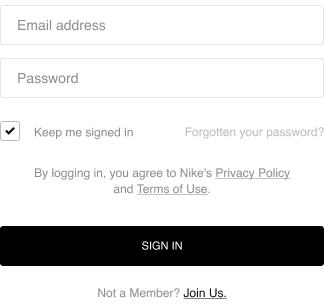 Email address
Password
Keep me signed in
Forgotten your password?
By logging in, you agree to Nike's Privacy Policy
and Terms of Use.
SIGN IN
Not a Member? Join Us.